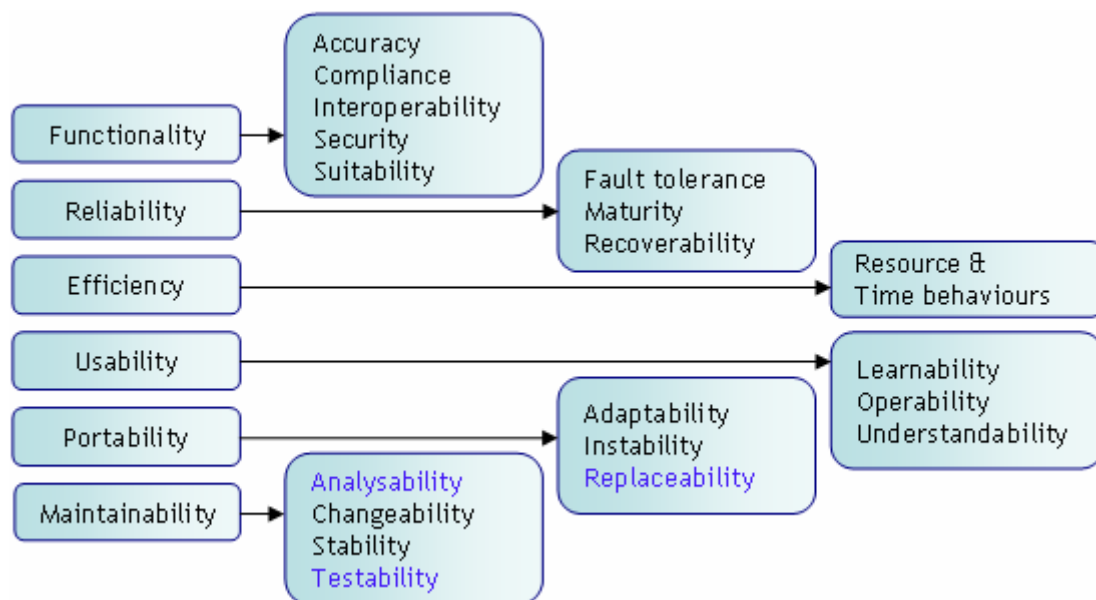 Functionality
Accuracy
Compliance
Interoperability
Security
Suitability
Reliability
Fault tolerance
Maturity
Recoverability
Efficiency
Resource &
Time behaviours
Usability
Learnability
Operability
Understandability
Portability
Adaptability
Instability
Replaceability
Maintainability
Analysability
Changeability
Stability
Testability